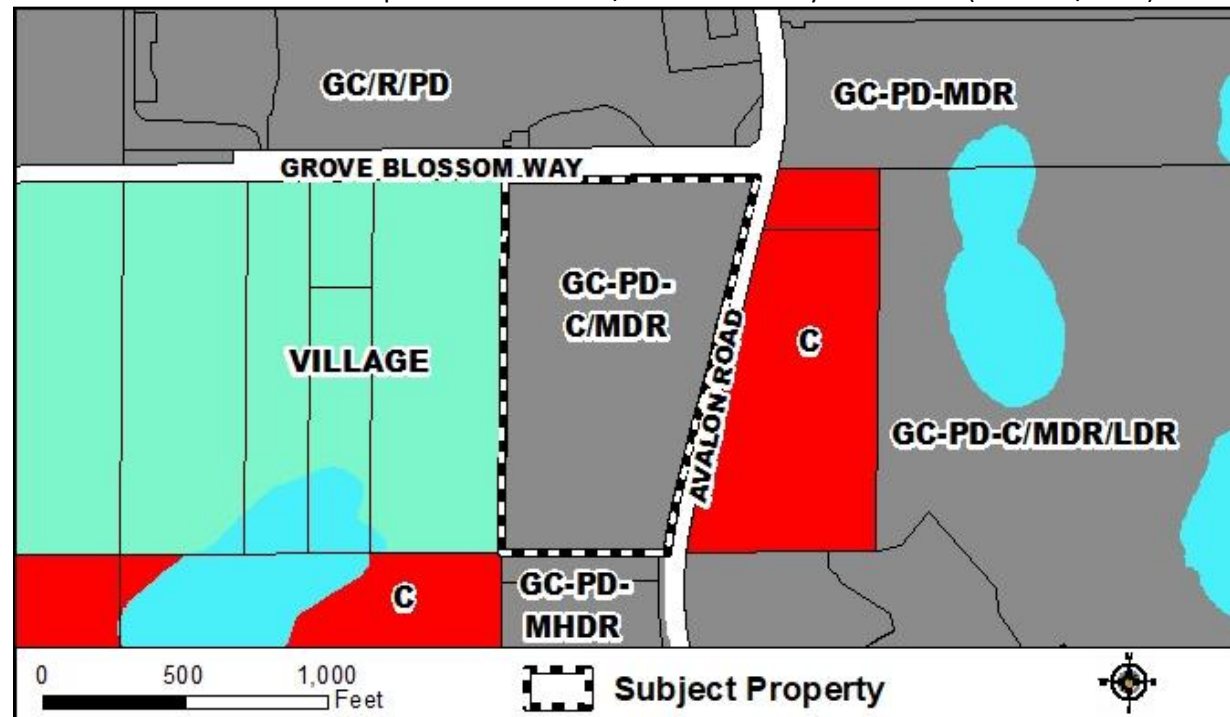 GC/R/PD
GC-PD-MDR
GROVE BLOSSOM WAY
GC-PD-
C/MDR
VILLAGE
AVALON ROAD
C
GC-PD-C/MDR/LDR
C
GC-PD-
MHDR
0 500 1,000
Feet
Subject Property
N